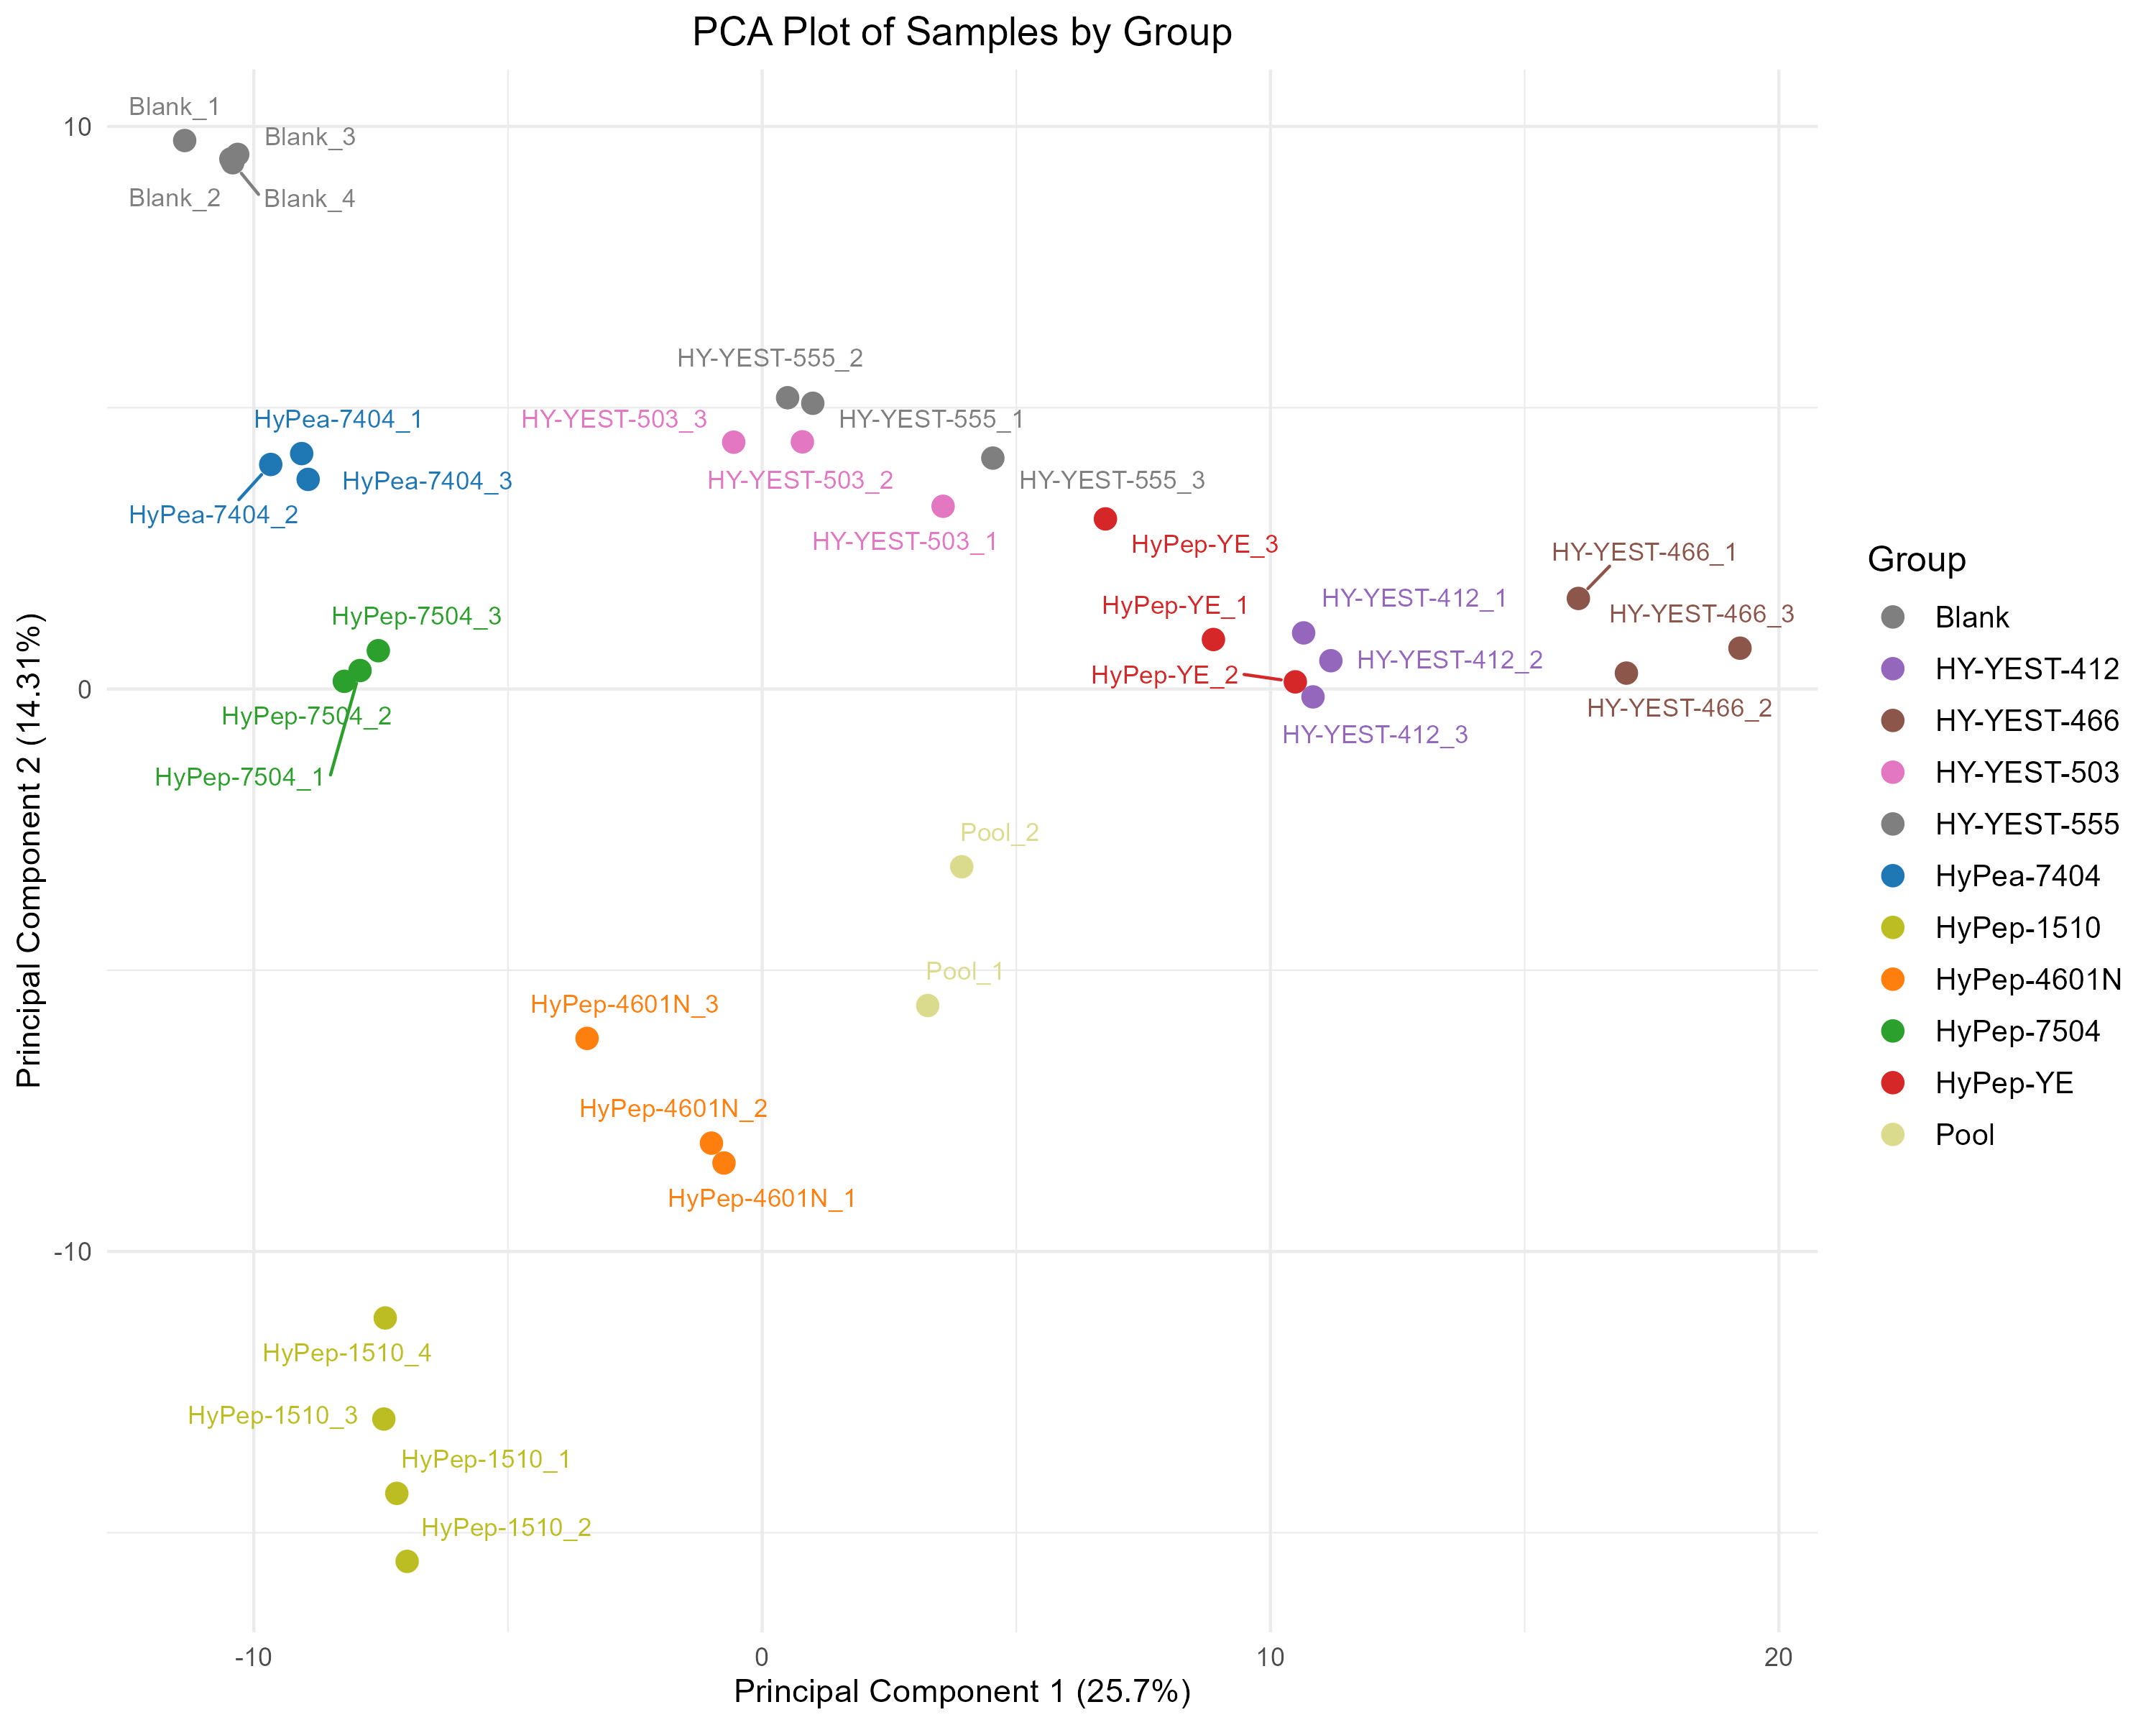 PCA Plot of Samples by Group
Blank_1
10
Blank_3
Blank_2
Blank_4
HY-YEST-555_2
HyPea-7404_1
HY-YEST-503_3
HY-YEST-555_1
HyPea-7404_3
HY-YEST-503_2
HY-YEST-555_3
HyPea-7404_2
HY-YEST-503_1
HyPep-YE_3
HY-YEST-466_1
HyPep-YE_1
HY-YEST-412_1
HyPep-7504_3
HY-YEST-466_3
HY-YEST-412_2
HyPep-YE_2
0
HyPep-7504_2
HY-YEST-466_2
HY-YEST-412_3
HyPep-7504_1
Pool_2
Pool_1
HyPep-4601N_3
HyPep-4601N_2
HyPep-4601N_1
-10
HyPep-1510_4
HyPep-1510_3
HyPep-1510_1
HyPep-1510_2
-10
0
10
20
Principal Component 1 (25.7%)
Principal Component 2 (14.31%)
Group
Blank
HY-YEST-412
HY-YEST-466
HY-YEST-503
HY-YEST-555
HyPea-7404
HyPep-1510
HyPep-4601N
HyPep-7504
HyPep-YE
Pool